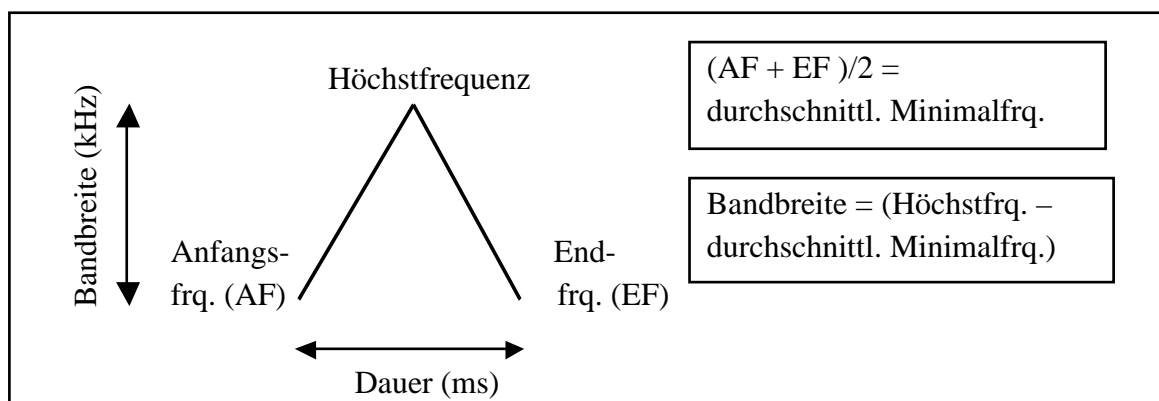 Höchstfrequenz
Bandbreite (kHz)
Anfangs-
frq. (AF)
End-
frq. (EF)
Dauer (ms)
(AF + EF )/2 =
durchschnittl. Minimalfrq.
Bandbreite = (Höchstfrq. –
durchschnittl. Minimalfrq.)